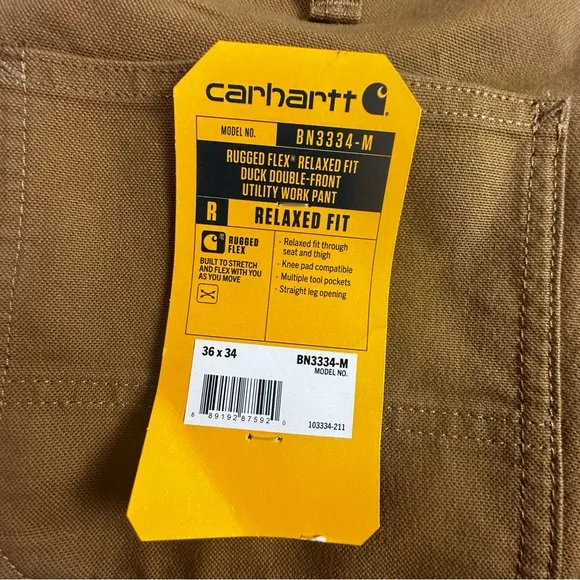 carhartt
MODEL NO. BN3334-M
RUGGED FLEX® RELAXED FIT
DUCK DOUBLE-FRONT
UTILITY WORK PANT
R RELAXED FIT
RUGGED
FLEX
BUILT TO STRETCH
AND FLEX WITH YOU
AS YOU MOVE
· Relaxed fit through
seat and thigh
· Knee pad compatible
· Multiple tool pockets
· Straight leg opening
36 x 34 BN3334-M
MODEL NO.
8 89192 87592 0
103334-211